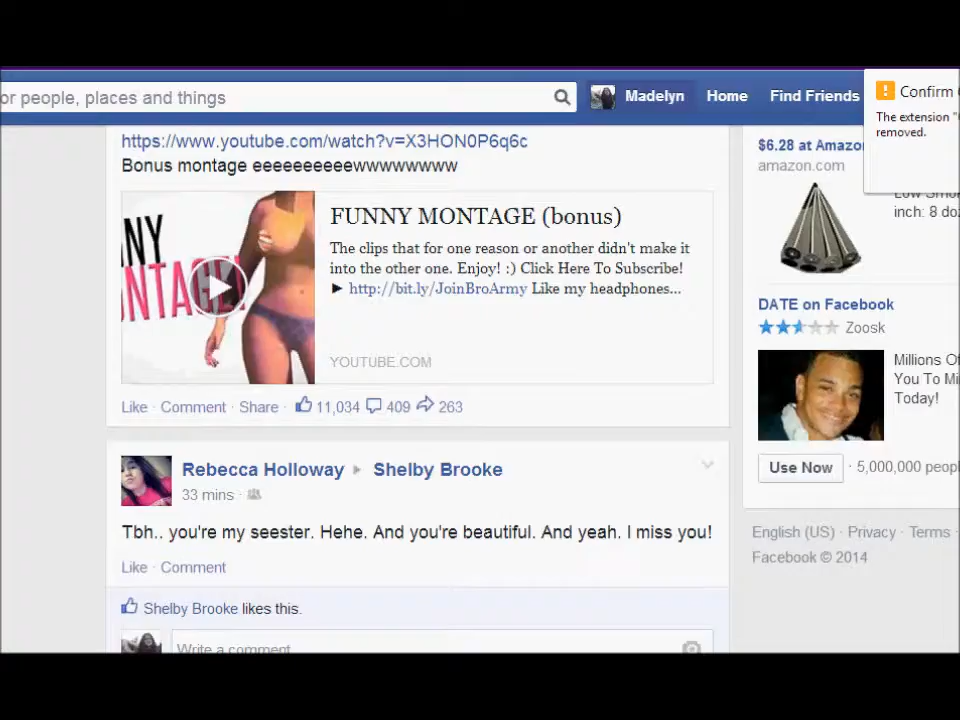 or people, places and things
Madelyn
Home
Find Friends
Confirm
The extension "
removed.
https://www.youtube.com/watch?v=X3HON0P6q6c
Bonus montage eeeeeeeeeewwwwwwww
NY
NTAG
FUNNY MONTAGE (bonus)
The clips that for one reason or another didn't make it
into the other one. Enjoy! :) Click Here To Subscribe!
► http://bit.ly/JoinBroArmy Like my headphones...
YOUTUBE.COM
Like · Comment · Share · 11,034 409 263
Rebecca Holloway ▸ Shelby Brooke
33 mins ·
Tbh.. you're my seester. Hehe. And you're beautiful. And yeah. I miss you!
Like · Comment
Shelby Brooke likes this.
Write a comment
$6.28 at Amazon
amazon.com
Low
inch: 8 doz
DATE on Facebook
Zoosk
Millions Of
You To Mi
Today!
Use Now · 5,000,000 peopl
English (US) · Privacy · Terms ·
Facebook © 2014